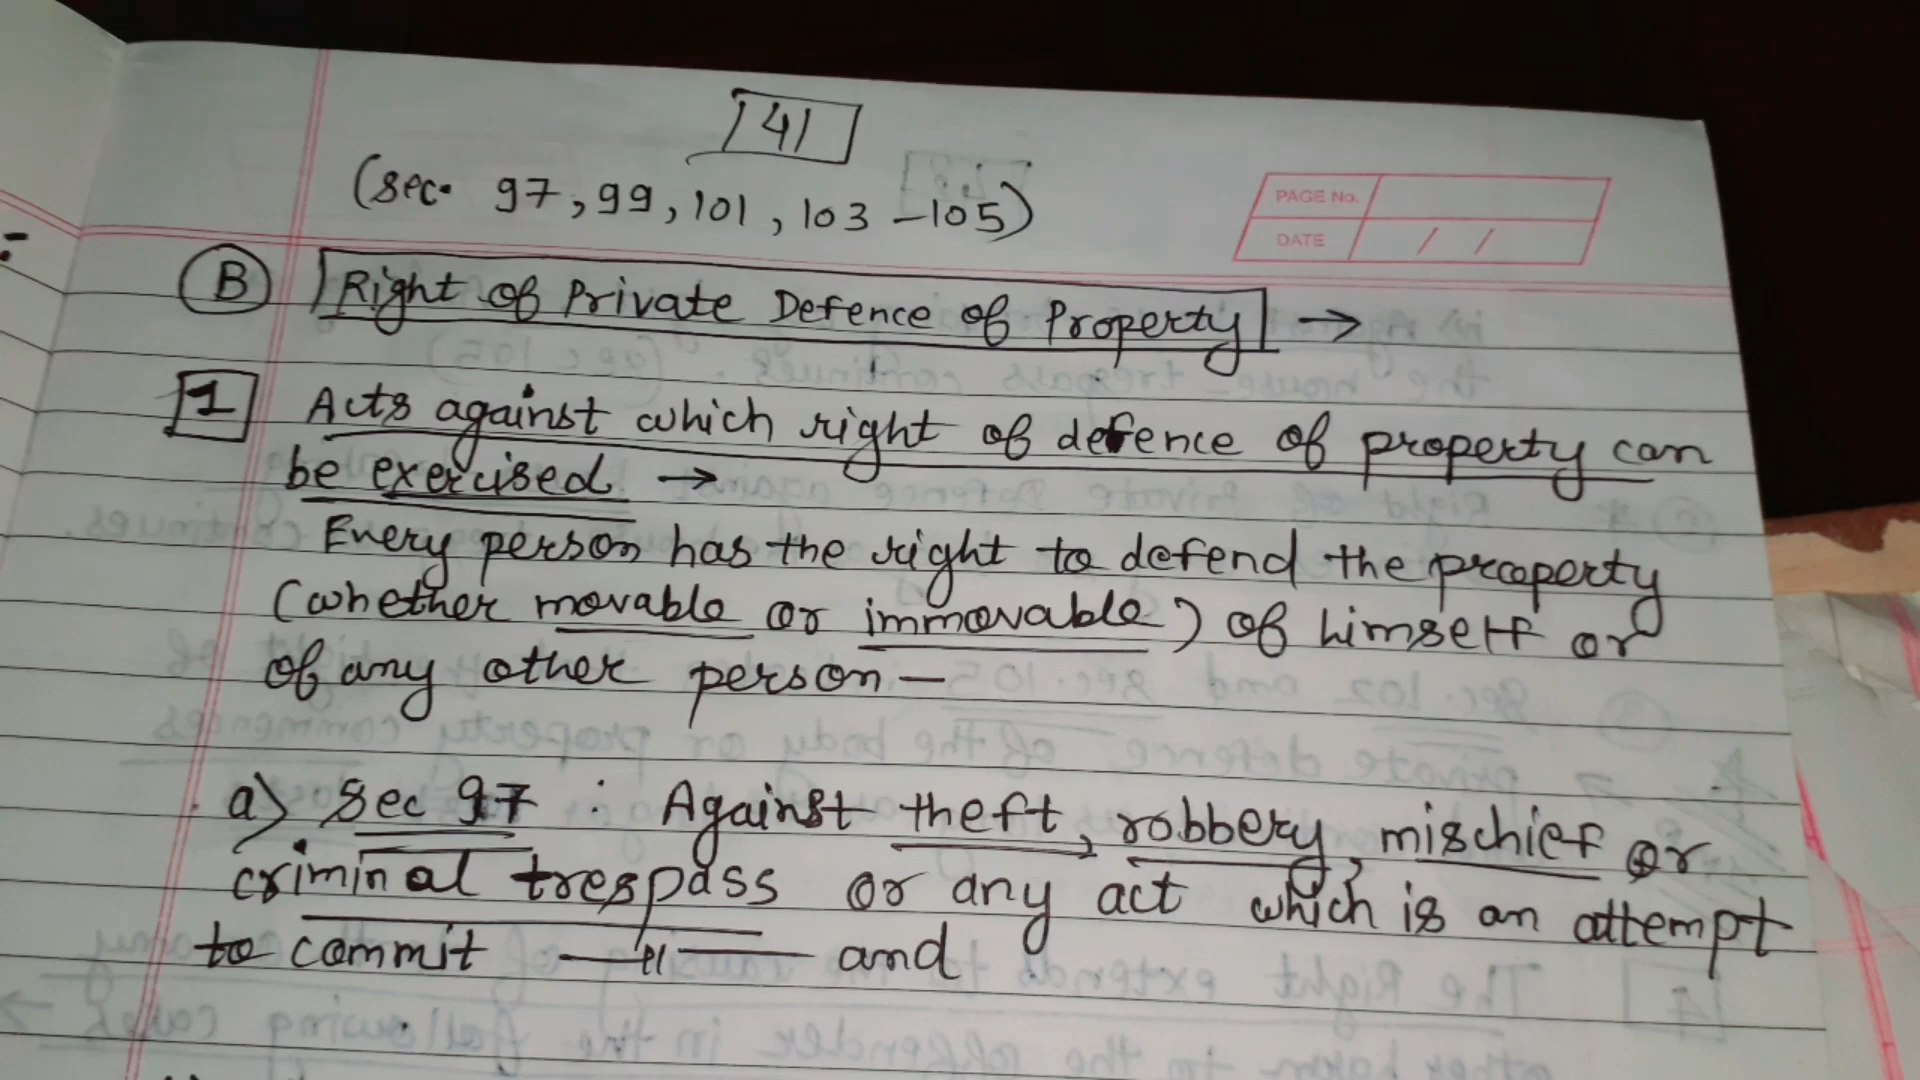 41
(sec. 97, 99, 101, 103 – 105)
PAGE No.
DATE / /
B Right of Private Defence of Property →
1 Acts against which right of defence of property can
be exercised →
Every person has the right to defend the property
(whether movable or immovable) of himself or
of any other person —
a) sec 97 : Against theft, robbery, mischief or
criminal trespass or any act which is an attempt
to commit —"— and